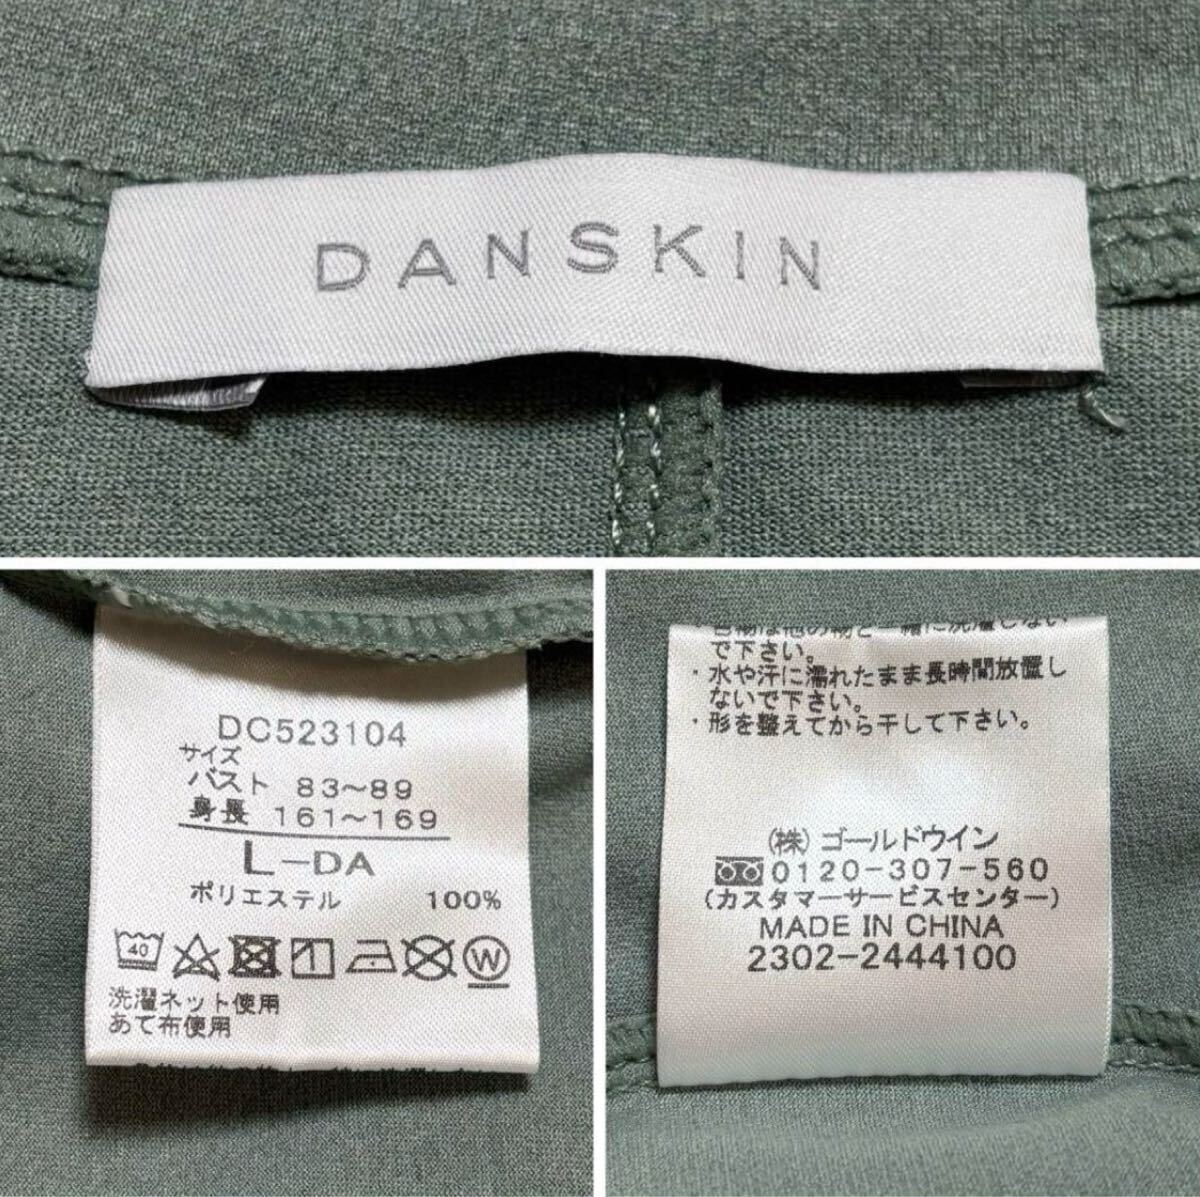 DANSKIN
DC523104
サイズ
バスト 83～89
身長 161～169
L-DA
ポリエステル 100%
40
W
洗濯ネット使用
あて布使用
で下さい。
・水や汗に濡れたまま長時間放置し
ないで下さい。
・形を整えてから干して下さい。
(株)ゴールドウイン
0120-307-560
(カスタマーサービスセンター)
MADE IN CHINA
2302-2444100